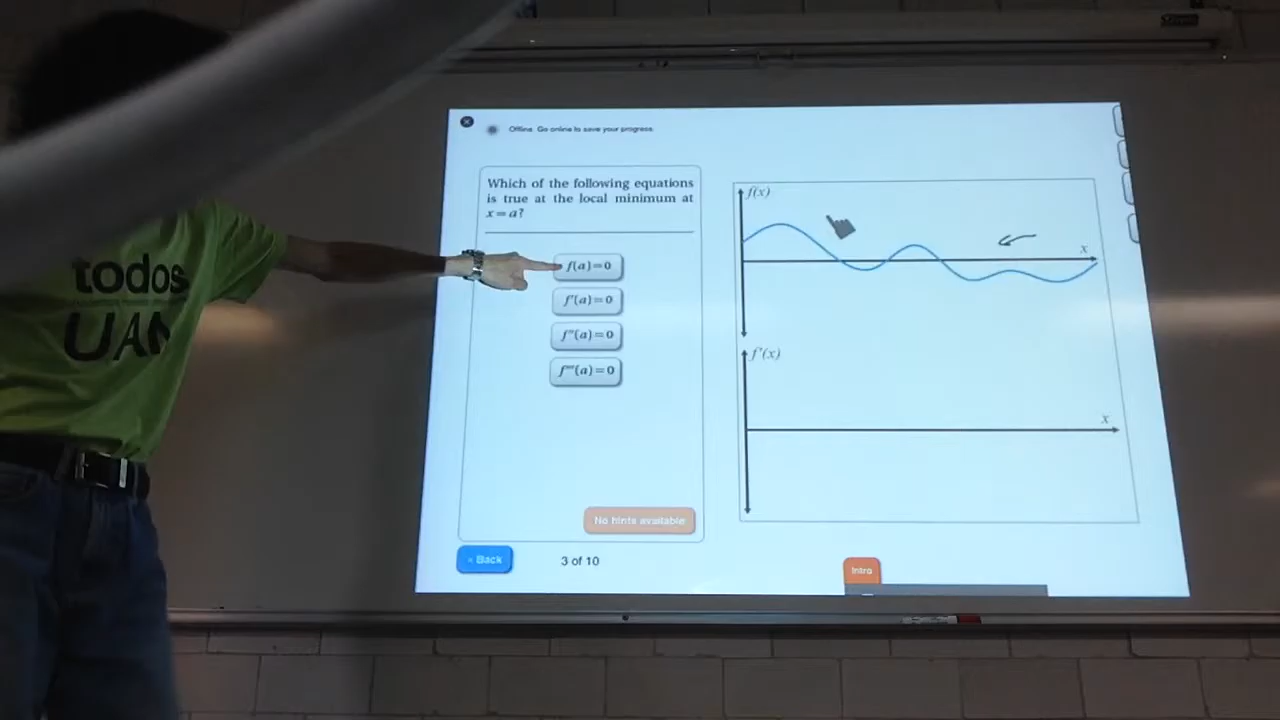 todos
UAN
Offline. Go online to save your progress.
Which of the following equations
is true at the local minimum at
x = a?
f(a) = 0
f'(a) = 0
f''(a) = 0
f'''(a) = 0
No hints available
« Back
3 of 10
f(x)
x
f'(x)
x
Intro